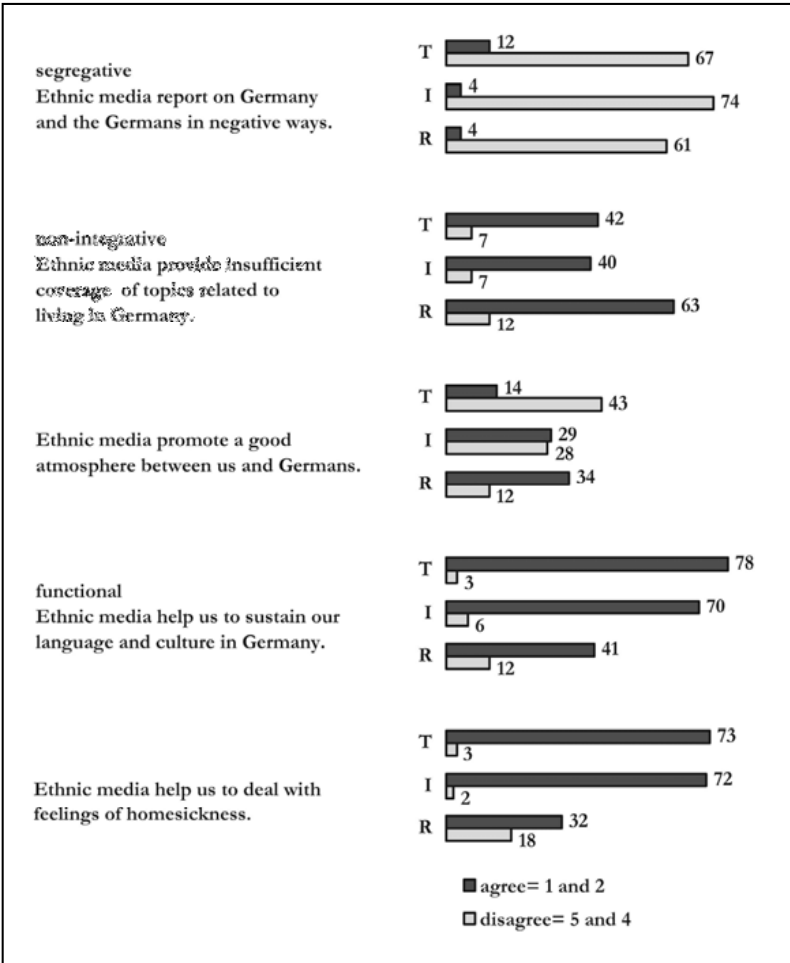 segregative
Ethnic media report on Germany
and the Germans in negative ways.
T 12
67
I 4
74
R 4
61
non-integrative
Ethnic media provide insufficient
coverage of topics related to
living in Germany.
T 42
7
I 40
7
R 63
12
Ethnic media promote a good
atmosphere between us and Germans.
T 14
43
I 29
28
R 34
12
functional
Ethnic media help us to sustain our
language and culture in Germany.
T 78
3
I 70
6
R 41
12
Ethnic media help us to deal with
feelings of homesickness.
T 73
3
I 72
2
R 32
18
agree= 1 and 2
disagree= 5 and 4